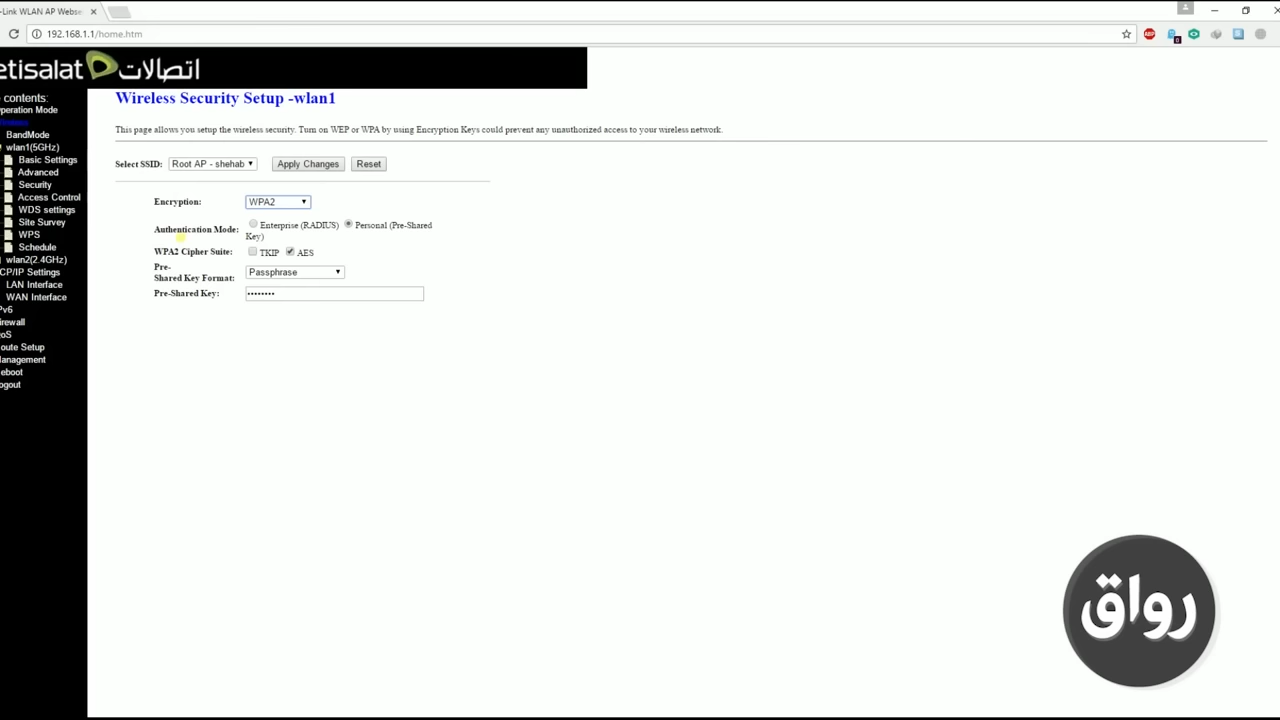 -Link WLAN AP Webse
192.168.1.1/home.htm
etisalat اتصالات
contents:
peration Mode
BandMode
wlan1(5GHz)
Basic Settings
Advanced
Security
Access Control
WDS settings
Site Survey
WPS
Schedule
wlan2(2.4GHz)
CP/IP Settings
LAN Interface
WAN Interface
Pv6
irewall
oS
oute Setup
anagement
eboot
ogout
Wireless Security Setup -wlan1
This page allows you setup the wireless security. Turn on WEP or WPA by using Encryption Keys could prevent any unauthorized access to your wireless network.
Select SSID: Root AP - shehab Apply Changes Reset
Encryption: WPA2
Authentication Mode: Enterprise (RADIUS) Personal (Pre-Shared
Key)
WPA2 Cipher Suite: TKIP AES
Pre-
Shared Key Format: Passphrase
Pre-Shared Key: ••••••••
رواق